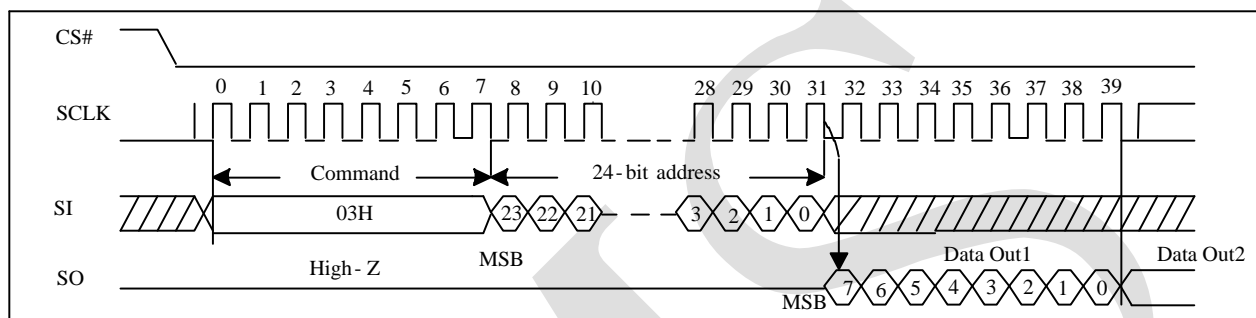 CS#
0 1 2 3 4 5 6 7 8 9 10 28 29 30 31 32 33 34 35 36 37 38 39
SCLK
Command 24-bit address
SI 03H 23 22 21 3 2 1 0
High-Z MSB Data Out1 Data Out2
SO MSB 7 6 5 4 3 2 1 0